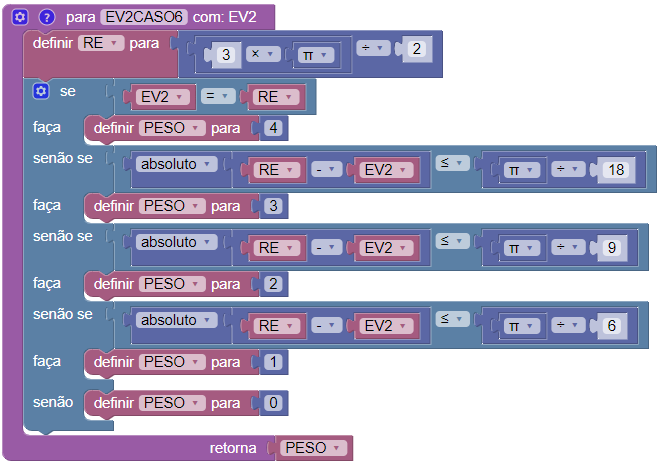 ? para EV2CASO6 com: EV2
definir RE para 3 × π ÷ 2
se EV2 = RE
faça definir PESO para 4
senão se absoluto RE - EV2 ≤ π ÷ 18
faça definir PESO para 3
senão se absoluto RE - EV2 ≤ π ÷ 9
faça definir PESO para 2
senão se absoluto RE - EV2 ≤ π ÷ 6
faça definir PESO para 1
senão definir PESO para 0
retorna PESO